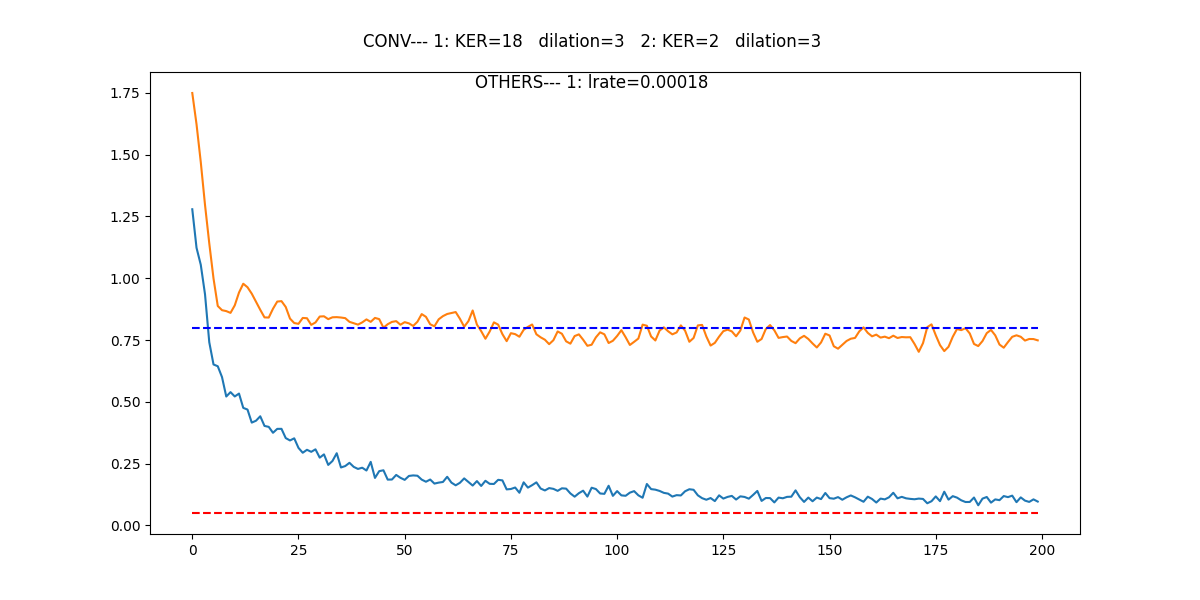 CONV--- 1: KER=18   dilation=3   2: KER=2   dilation=3
OTHERS--- 1: lrate=0.00018
1.75
1.50
1.25
1.00
0.75
0.50
0.25
0.00
0 25 50 75 100 125 150 175 200